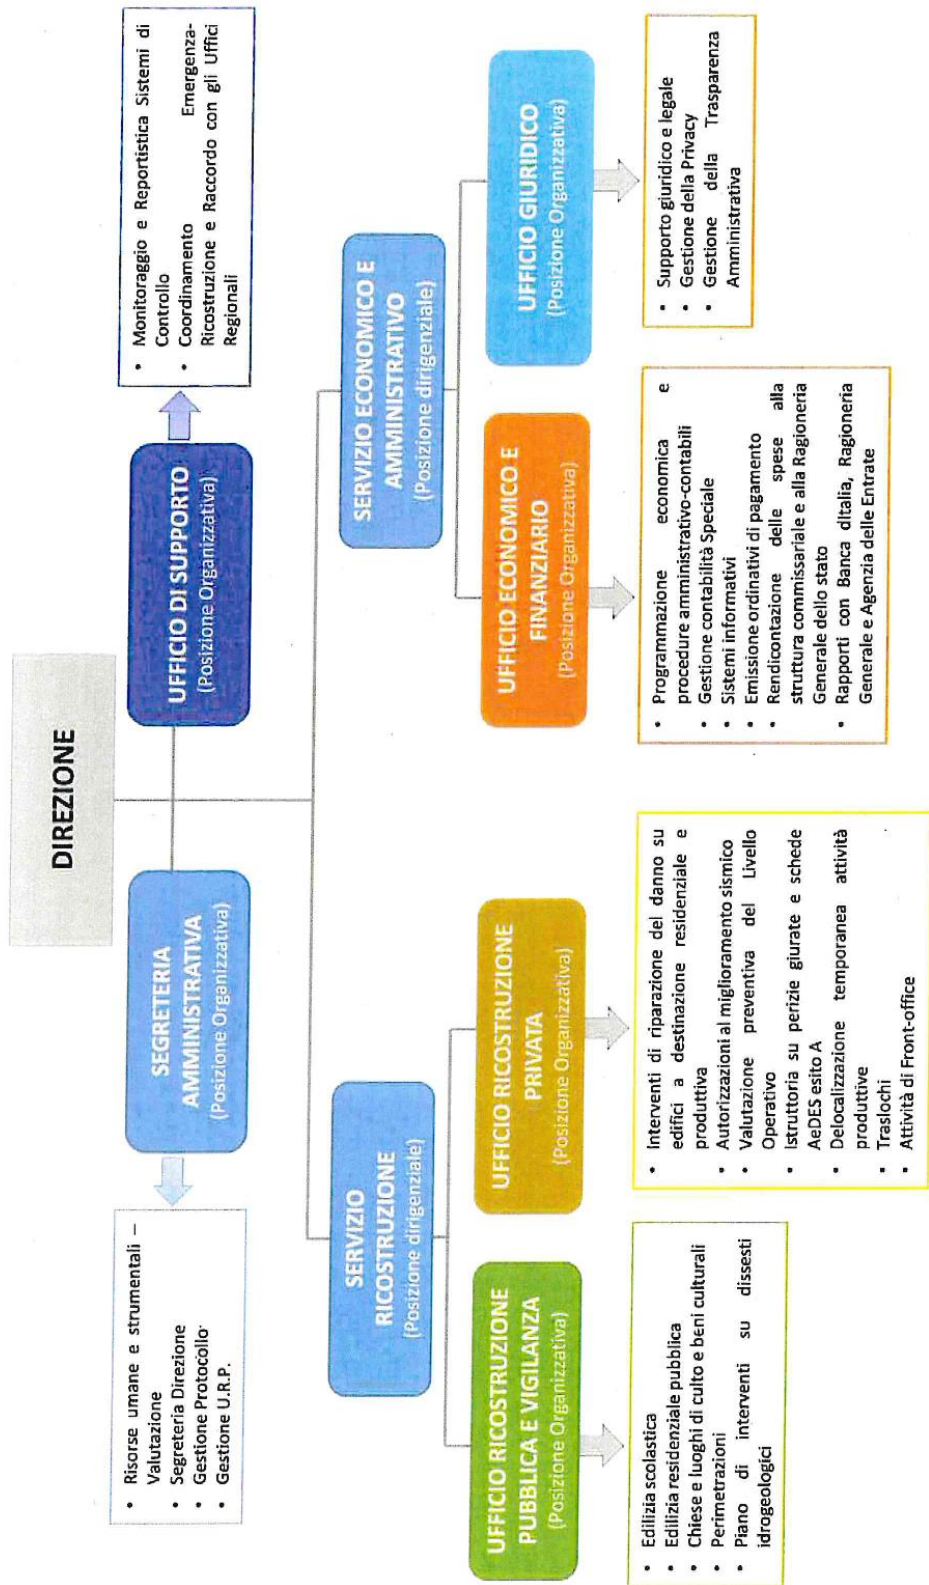 DIREZIONE
SEGRETERIA
AMMINISTRATIVA
(Posizione Organizzativa)
• Risorse umane e strumentali –
Valutazione
• Segreteria Direzione
• Gestione Protocollo
• Gestione U.R.P.
UFFICIO DI SUPPORTO
(Posizione Organizzativa)
• Monitoraggio e Reportistica Sistemi di
Controllo
• Coordinamento Emergenza-
Ricostruzione e Raccordo con gli Uffici
Regionali
SERVIZIO
RICOSTRUZIONE
(Posizione dirigenziale)
SERVIZIO ECONOMICO E
AMMINISTRATIVO
(Posizione dirigenziale)
UFFICIO RICOSTRUZIONE
PUBBLICA E VIGILANZA
(Posizione Organizzativa)
• Edilizia scolastica
• Edilizia residenziale pubblica
• Chiese e luoghi di culto e beni culturali
• Perimetrazioni
• Piano di interventi su dissesti
idrogeologici
UFFICIO RICOSTRUZIONE
PRIVATA
(Posizione Organizzativa)
• Interventi di riparazione del danno su
edifici a destinazione residenziale e
produttiva
• Autorizzazioni al miglioramento sismico
• Valutazione preventiva del Livello
Operativo
• Istruttoria su perizie giurate e schede
AeDES esito A
• Delocalizzazione temporanea attività
produttive
• Traslochi
• Attività di Front-office
UFFICIO ECONOMICO E
FINANZIARIO
(Posizione Organizzativa)
• Programmazione economica e
procedure amministrativo-contabili
• Gestione contabilità Speciale
• Sistemi informativi
• Emissione ordinativi di pagamento
• Rendicontazione delle spese alla
struttura commissariale e alla Ragioneria
Generale dello stato
• Rapporti con Banca dItalia, Ragioneria
Generale e Agenzia delle Entrate
UFFICIO GIURIDICO
(Posizione Organizzativa)
• Supporto giuridico e legale
• Gestione della Privacy
• Gestione della Trasparenza
Amministrativa